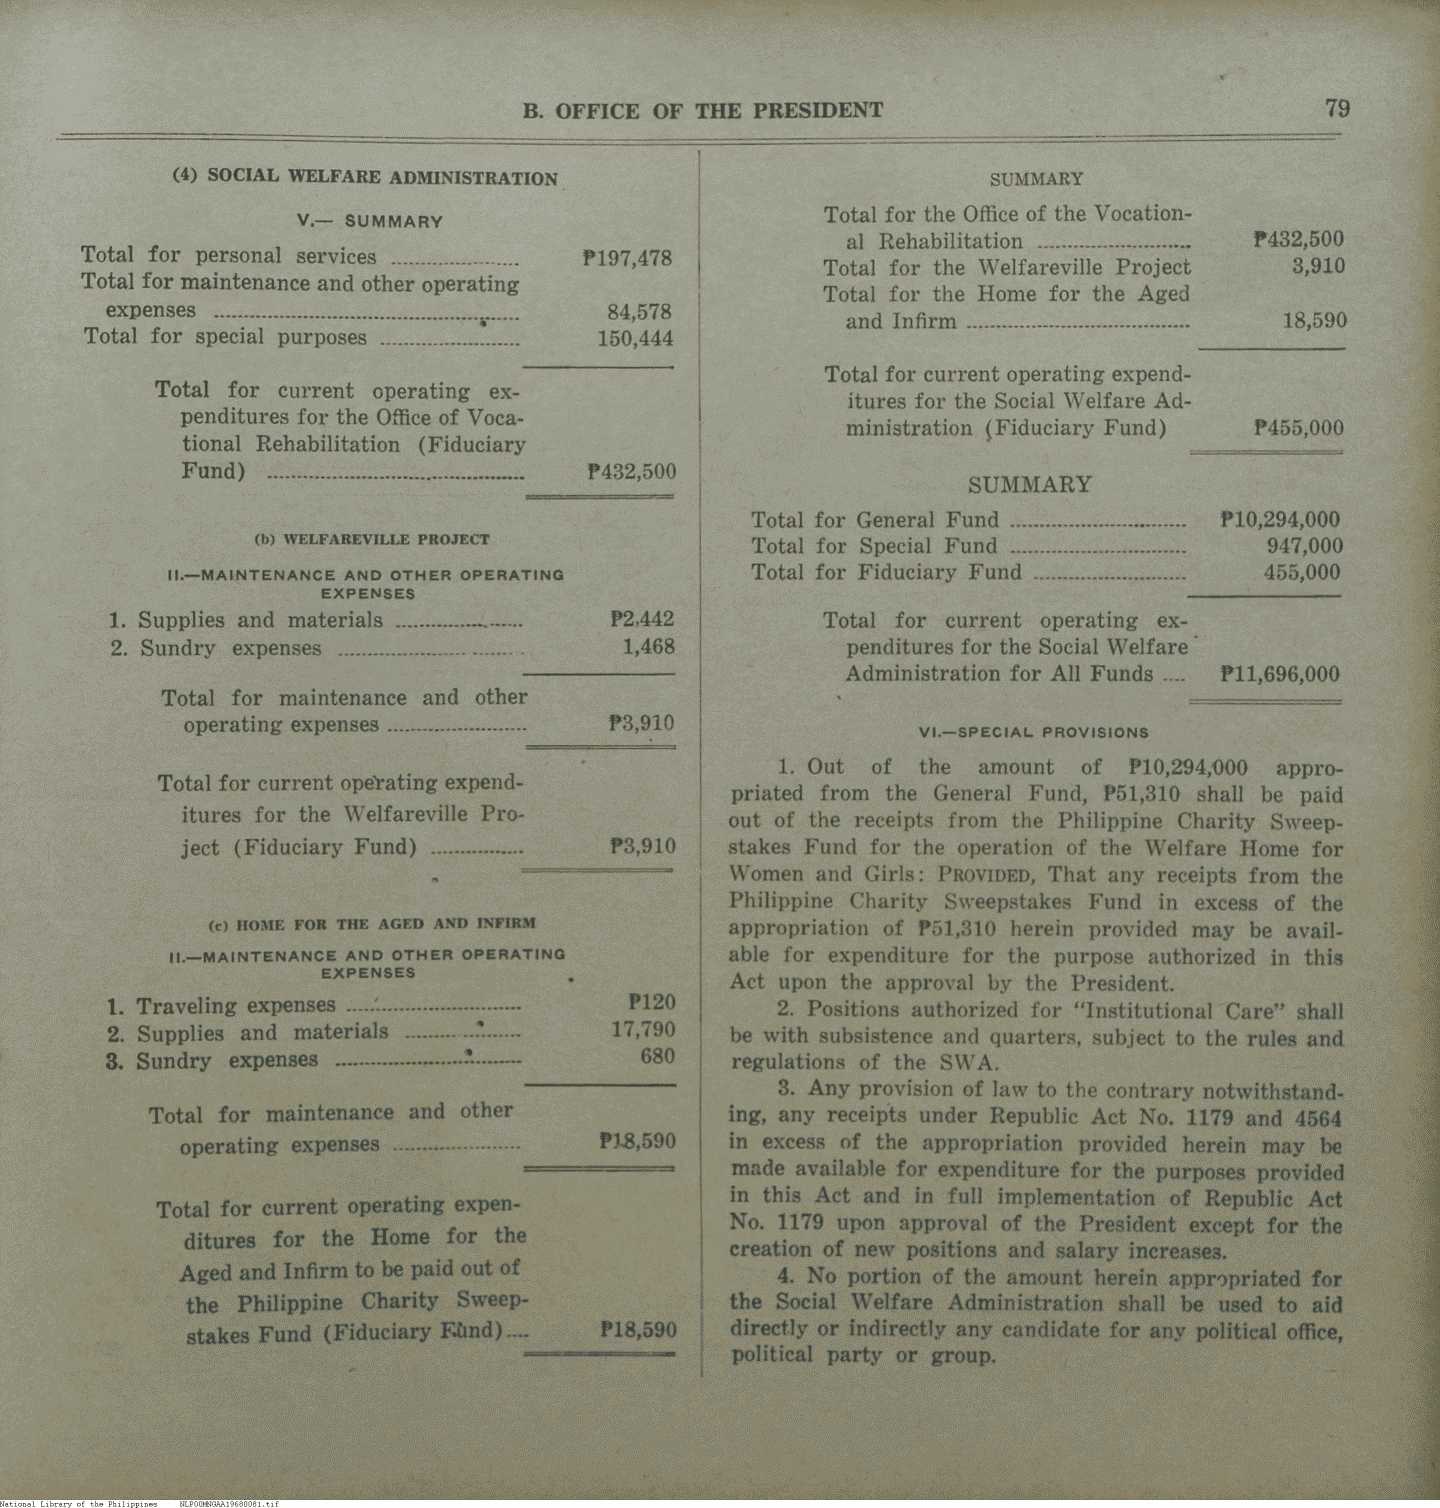 B. OFFICE OF THE PRESIDENT 79
(4) SOCIAL WELFARE ADMINISTRATION
V.— SUMMARY
Total for personal services ...................... ₱197,478
Total for maintenance and other operating
expenses .................................................... 84,578
Total for special purposes ........................ 150,444
Total for current operating ex-
penditures for the Office of Voca-
tional Rehabilitation (Fiduciary
Fund) ............................................ ₱432,500
(b) WELFAREVILLE PROJECT
II.—MAINTENANCE AND OTHER OPERATING
EXPENSES
1. Supplies and materials ...................... ₱2,442
2. Sundry expenses ................................ 1,468
Total for maintenance and other
operating expenses ........................ ₱3,910
Total for current operating expend-
itures for the Welfareville Pro-
ject (Fiduciary Fund) ................ ₱3,910
(c) HOME FOR THE AGED AND INFIRM
II.—MAINTENANCE AND OTHER OPERATING
EXPENSES
1. Traveling expenses .............................. ₱120
2. Supplies and materials .................... 17,790
3. Sundry expenses ................................ 680
Total for maintenance and other
operating expenses ...................... ₱18,590
Total for current operating expen-
ditures for the Home for the
Aged and Infirm to be paid out of
the Philippine Charity Sweep-
stakes Fund (Fiduciary Fund).... ₱18,590
SUMMARY
Total for the Office of the Vocation-
al Rehabilitation .......................... ₱432,500
Total for the Welfareville Project 3,910
Total for the Home for the Aged
and Infirm ...................................... 18,590
Total for current operating expend-
itures for the Social Welfare Ad-
ministration (Fiduciary Fund) ₱455,000
SUMMARY
Total for General Fund .............................. ₱10,294,000
Total for Special Fund .............................. 947,000
Total for Fiduciary Fund .......................... 455,000
Total for current operating ex-
penditures for the Social Welfare
Administration for All Funds .... ₱11,696,000
VI.—SPECIAL PROVISIONS
1. Out of the amount of ₱10,294,000 appro-
priated from the General Fund, ₱51,310 shall be paid
out of the receipts from the Philippine Charity Sweep-
stakes Fund for the operation of the Welfare Home for
Women and Girls: PROVIDED, That any receipts from the
Philippine Charity Sweepstakes Fund in excess of the
appropriation of ₱51,310 herein provided may be avail-
able for expenditure for the purpose authorized in this
Act upon the approval by the President.
2. Positions authorized for "Institutional Care" shall
be with subsistence and quarters, subject to the rules and
regulations of the SWA.
3. Any provision of law to the contrary notwithstand-
ing, any receipts under Republic Act No. 1179 and 4564
in excess of the appropriation provided herein may be
made available for expenditure for the purposes provided
in this Act and in full implementation of Republic Act
No. 1179 upon approval of the President except for the
creation of new positions and salary increases.
4. No portion of the amount herein appropriated for
the Social Welfare Administration shall be used to aid
directly or indirectly any candidate for any political office,
political party or group.
National Library of the Philippines NLPO0MNGAA19680081.tif